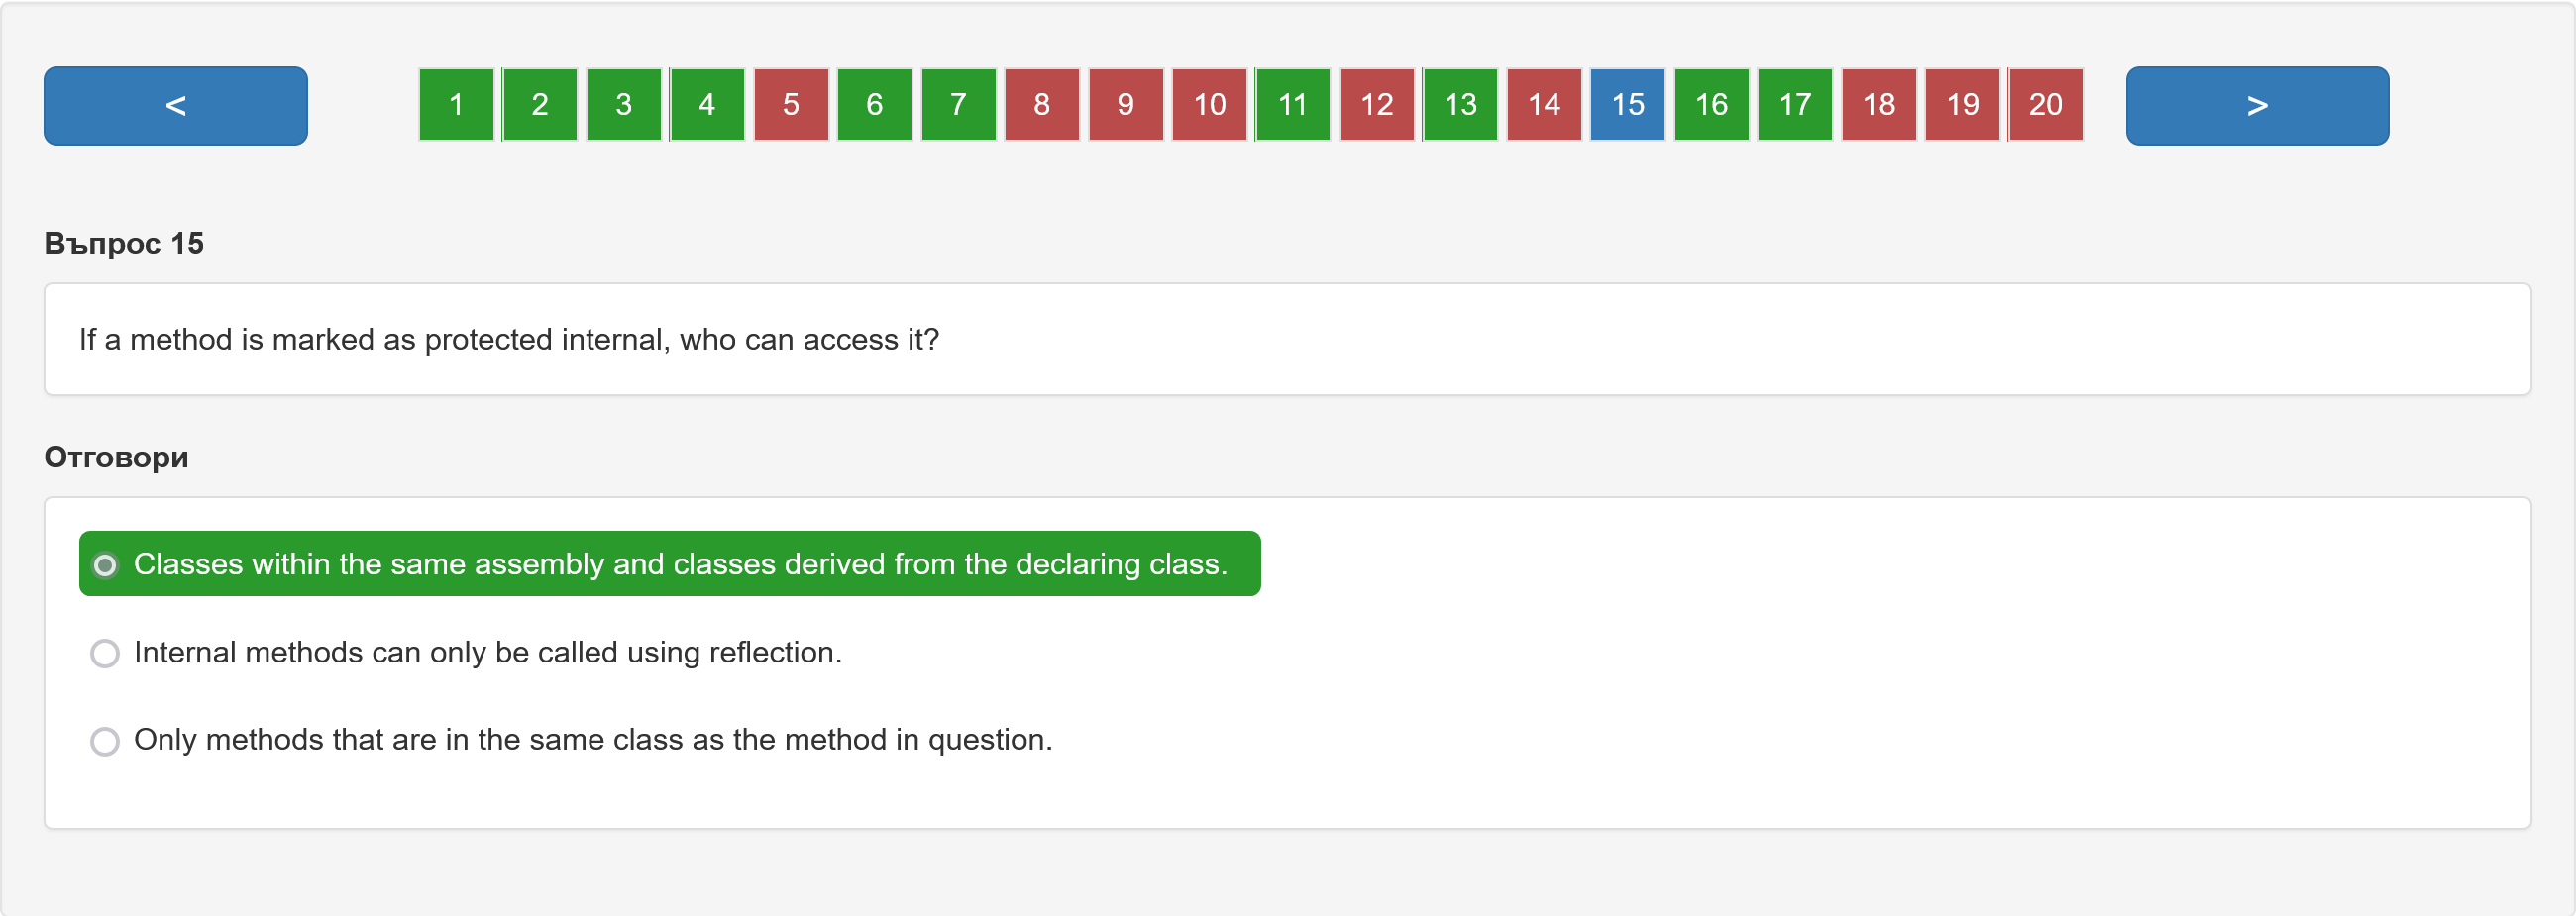 < 1 2 3 4 5 6 7 8 9 10 11 12 13 14 15 16 17 18 19 20 >
Въпрос 15
If a method is marked as protected internal, who can access it?
Отговори
Classes within the same assembly and classes derived from the declaring class.
Internal methods can only be called using reflection.
Only methods that are in the same class as the method in question.